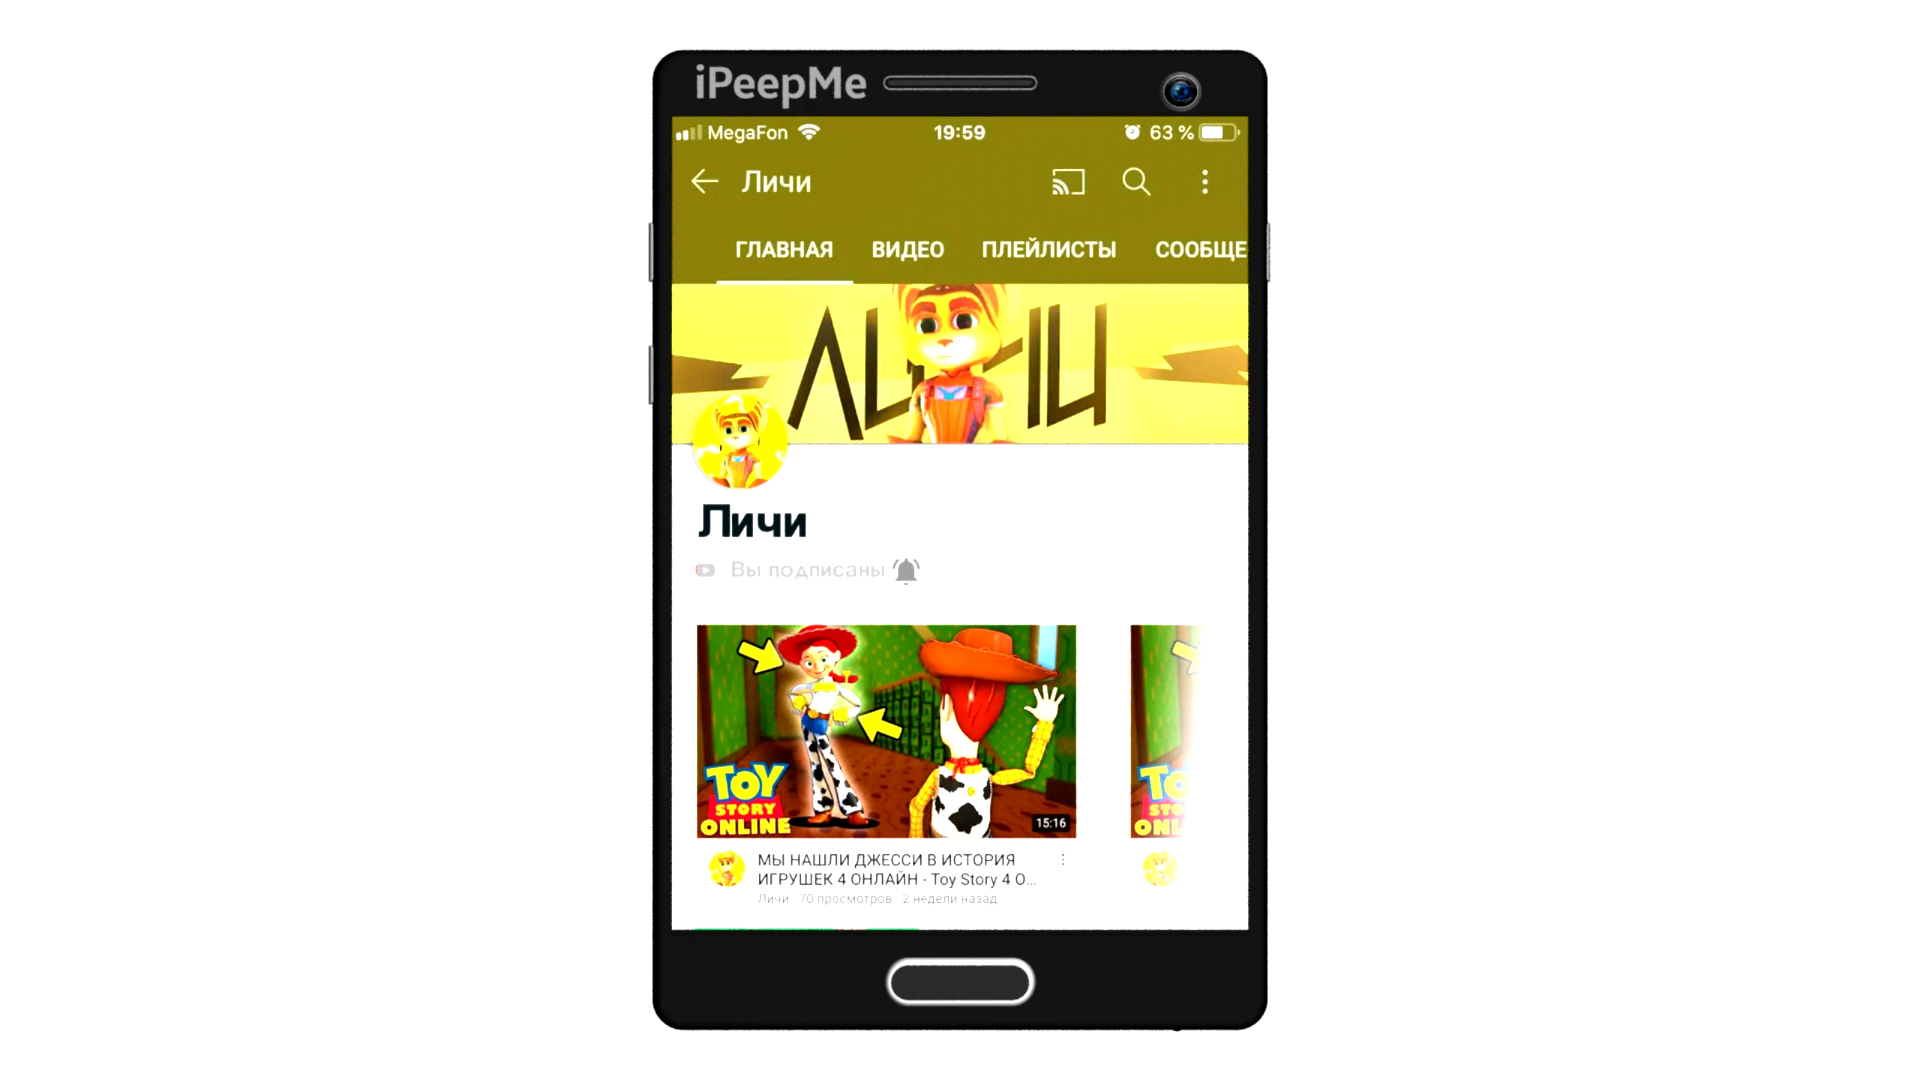 iPeepMe
MegaFon 19:59 63 %
Личи
ГЛАВНАЯ ВИДЕО ПЛЕЙЛИСТЫ СООБЩЕ
Личи
Вы подписаны
TOY
STORY
ONLINE
15:16
МЫ НАШЛИ ДЖЕССИ В ИСТОРИЯ
ИГРУШЕК 4 ОНЛАЙН - Toy Story 4 O...
Личи 70 просмотров 2 недели назад